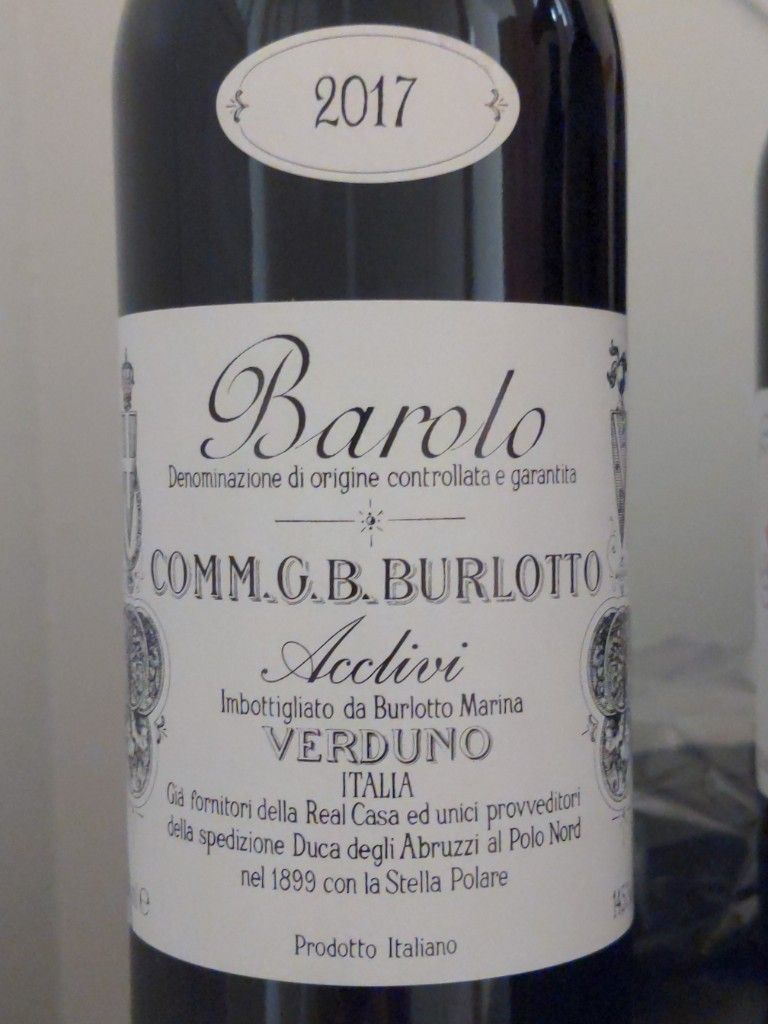 2017
Barolo
Denominazione di origine controllata e garantita
COMM. G. B. BURLOTTO
Acclivi
Imbottigliato da Burlotto Marina
VERDUNO
ITALIA
Già fornitori della Real Casa ed unici provveditori
della spedizione Duca degli Abruzzi al Polo Nord
nel 1899 con la Stella Polare
Prodotto Italiano